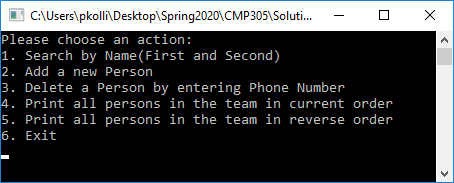 C:\Users\pkolli\Desktop\Spring2020\CMP305\Soluti...
Please choose an action:
1. Search by Name(First and Second)
2. Add a new Person
3. Delete a Person by entering Phone Number
4. Print all persons in the team in current order
5. Print all persons in the team in reverse order
6. Exit